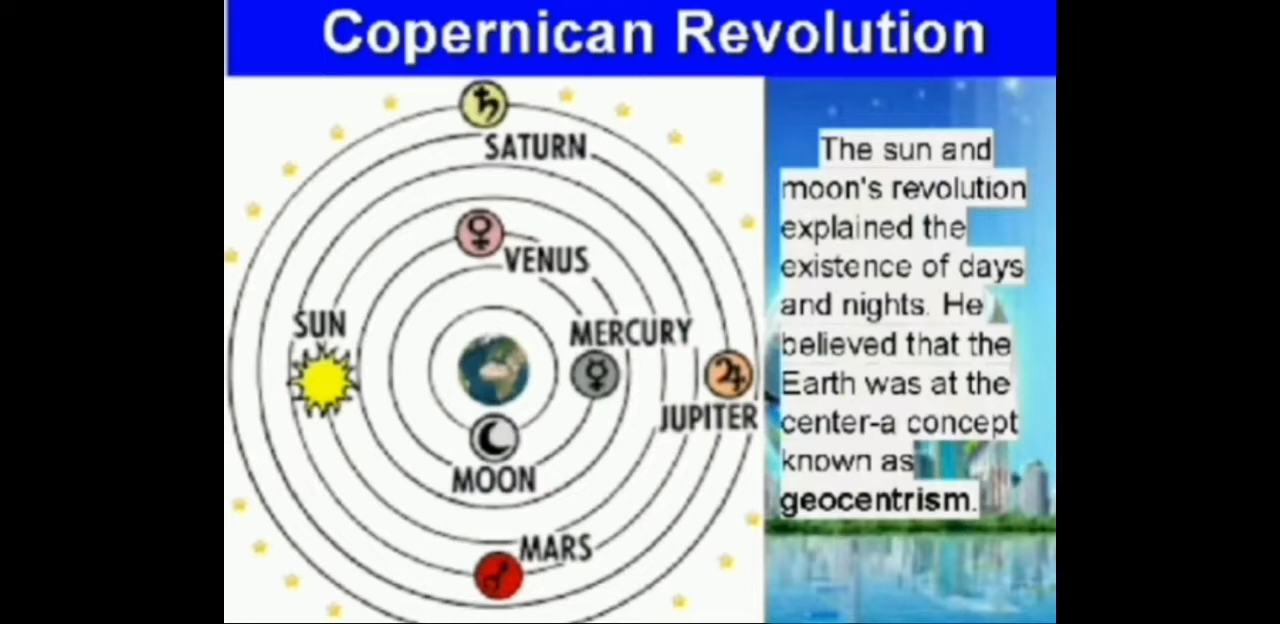 Copernican Revolution
SATURN
VENUS
SUN
MERCURY
JUPITER
MOON
MARS
The sun and
moon's revolution
explained the
existence of days
and nights. He
believed that the
Earth was at the
center-a concept
known as
geocentrism.